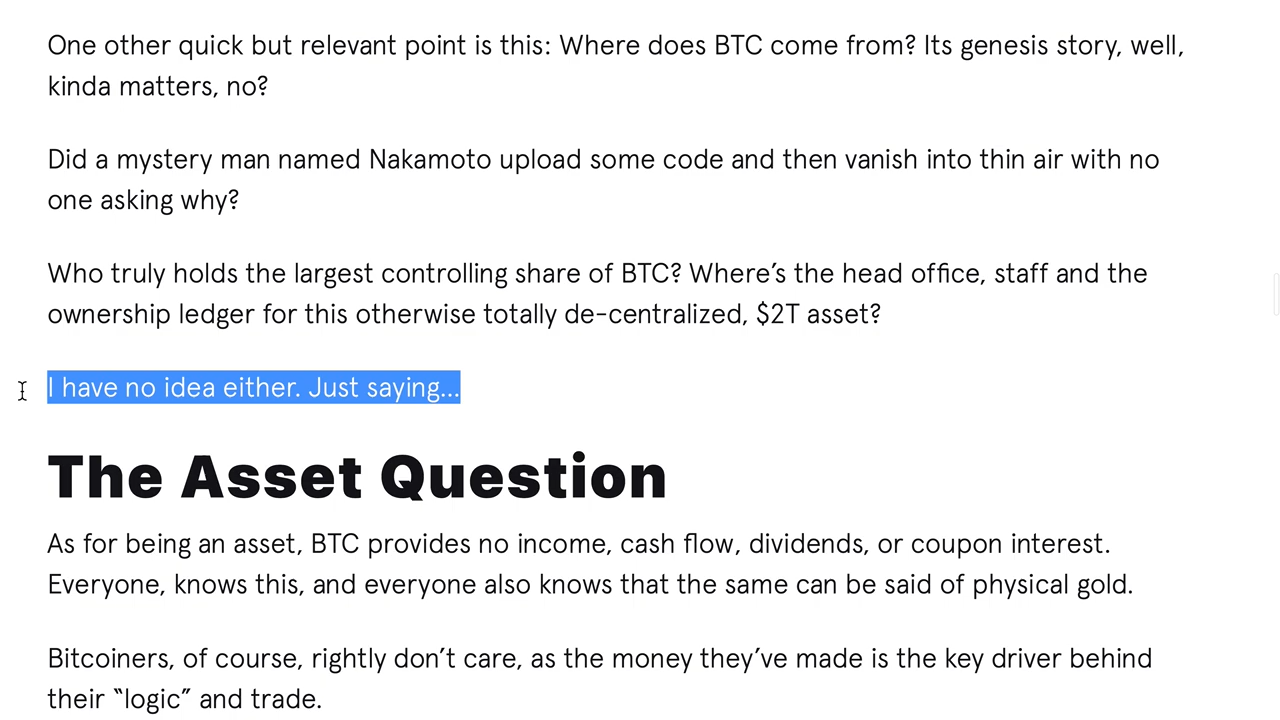 One other quick but relevant point is this: Where does BTC come from? Its genesis story, well,
kinda matters, no?
Did a mystery man named Nakamoto upload some code and then vanish into thin air with no
one asking why?
Who truly holds the largest controlling share of BTC? Where’s the head office, staff and the
ownership ledger for this otherwise totally de-centralized, $2T asset?
I have no idea either. Just saying…
The Asset Question
As for being an asset, BTC provides no income, cash flow, dividends, or coupon interest.
Everyone, knows this, and everyone also knows that the same can be said of physical gold.
Bitcoiners, of course, rightly don’t care, as the money they’ve made is the key driver behind
their “logic” and trade.